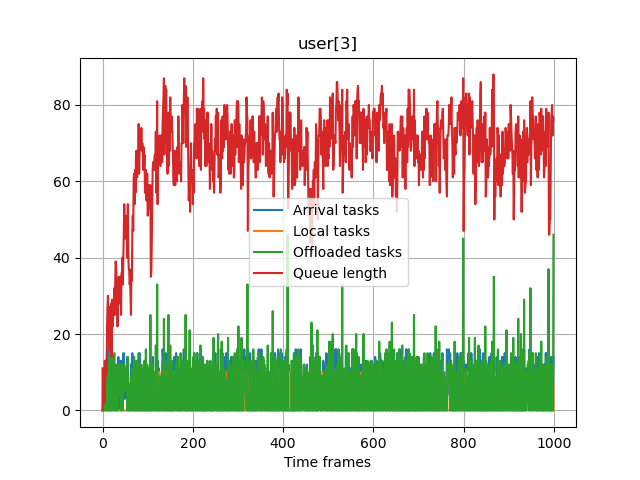 user[3]
80
60
40
20
0
Arrival tasks
Local tasks
Offloaded tasks
Queue length
0 200 400 600 800 1000
Time frames